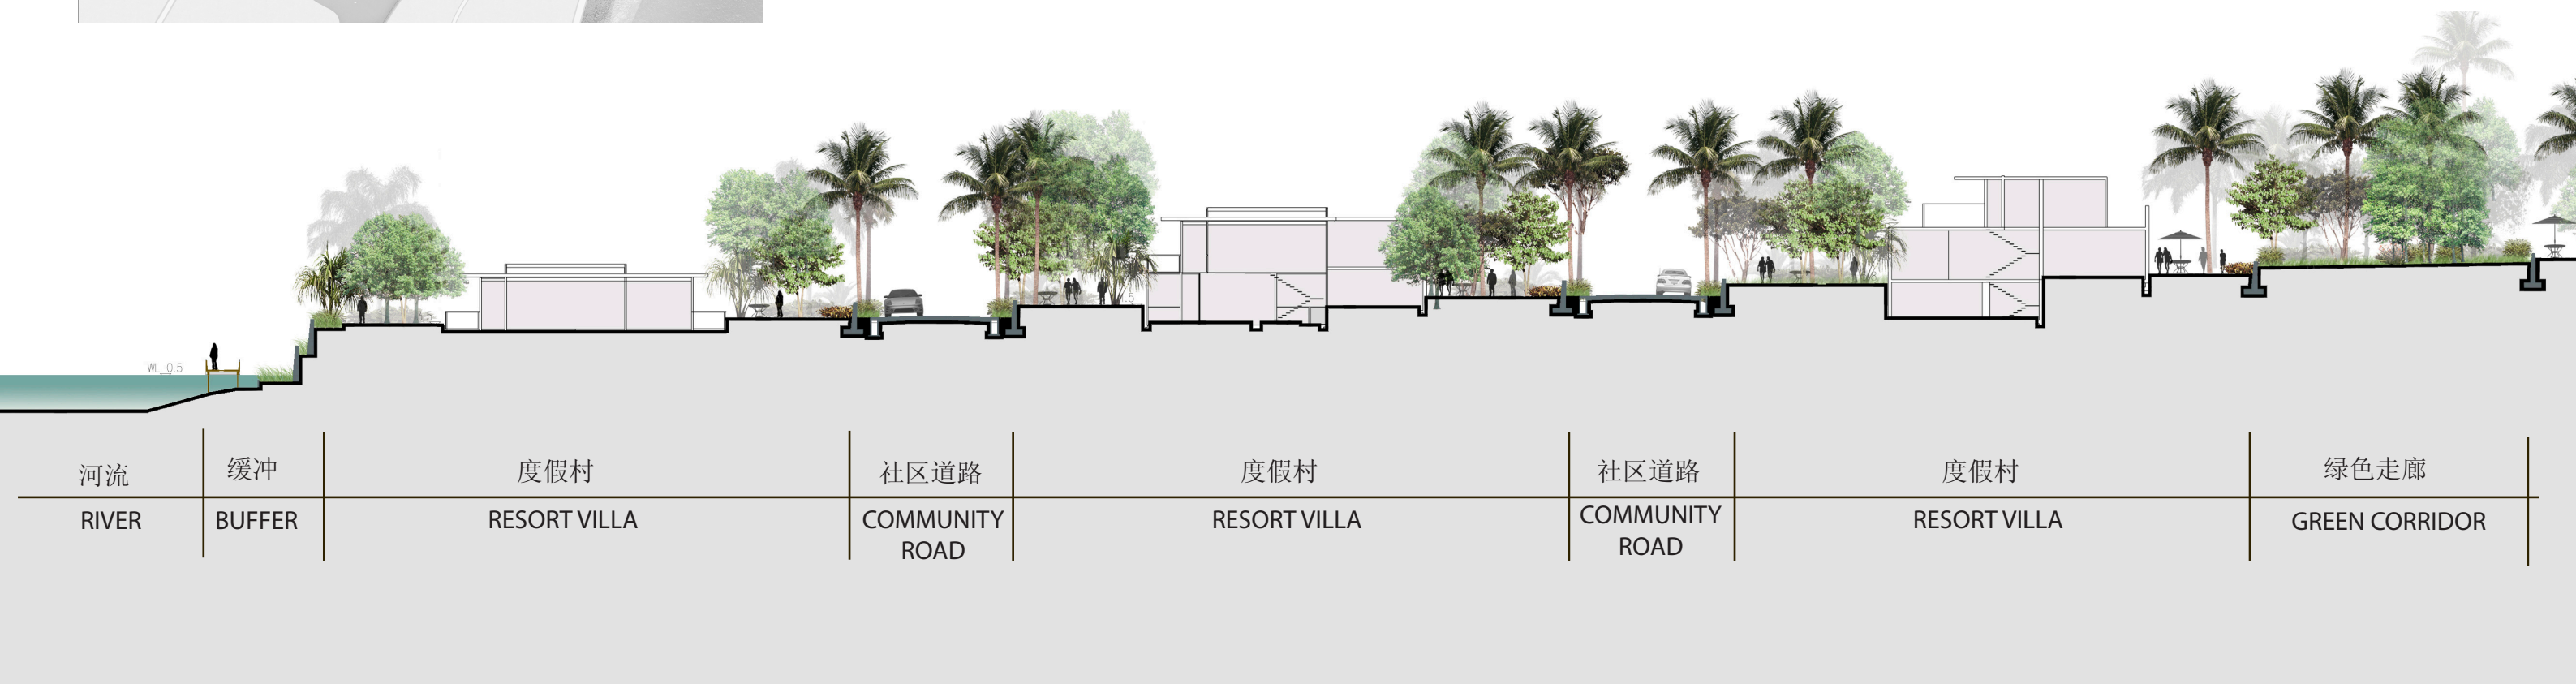 WL 0.5
河流
缓冲
度假村
社区道路
度假村
社区道路
度假村
绿色走廊
RIVER
BUFFER
RESORT VILLA
COMMUNITY
ROAD
RESORT VILLA
COMMUNITY
ROAD
RESORT VILLA
GREEN CORRIDOR